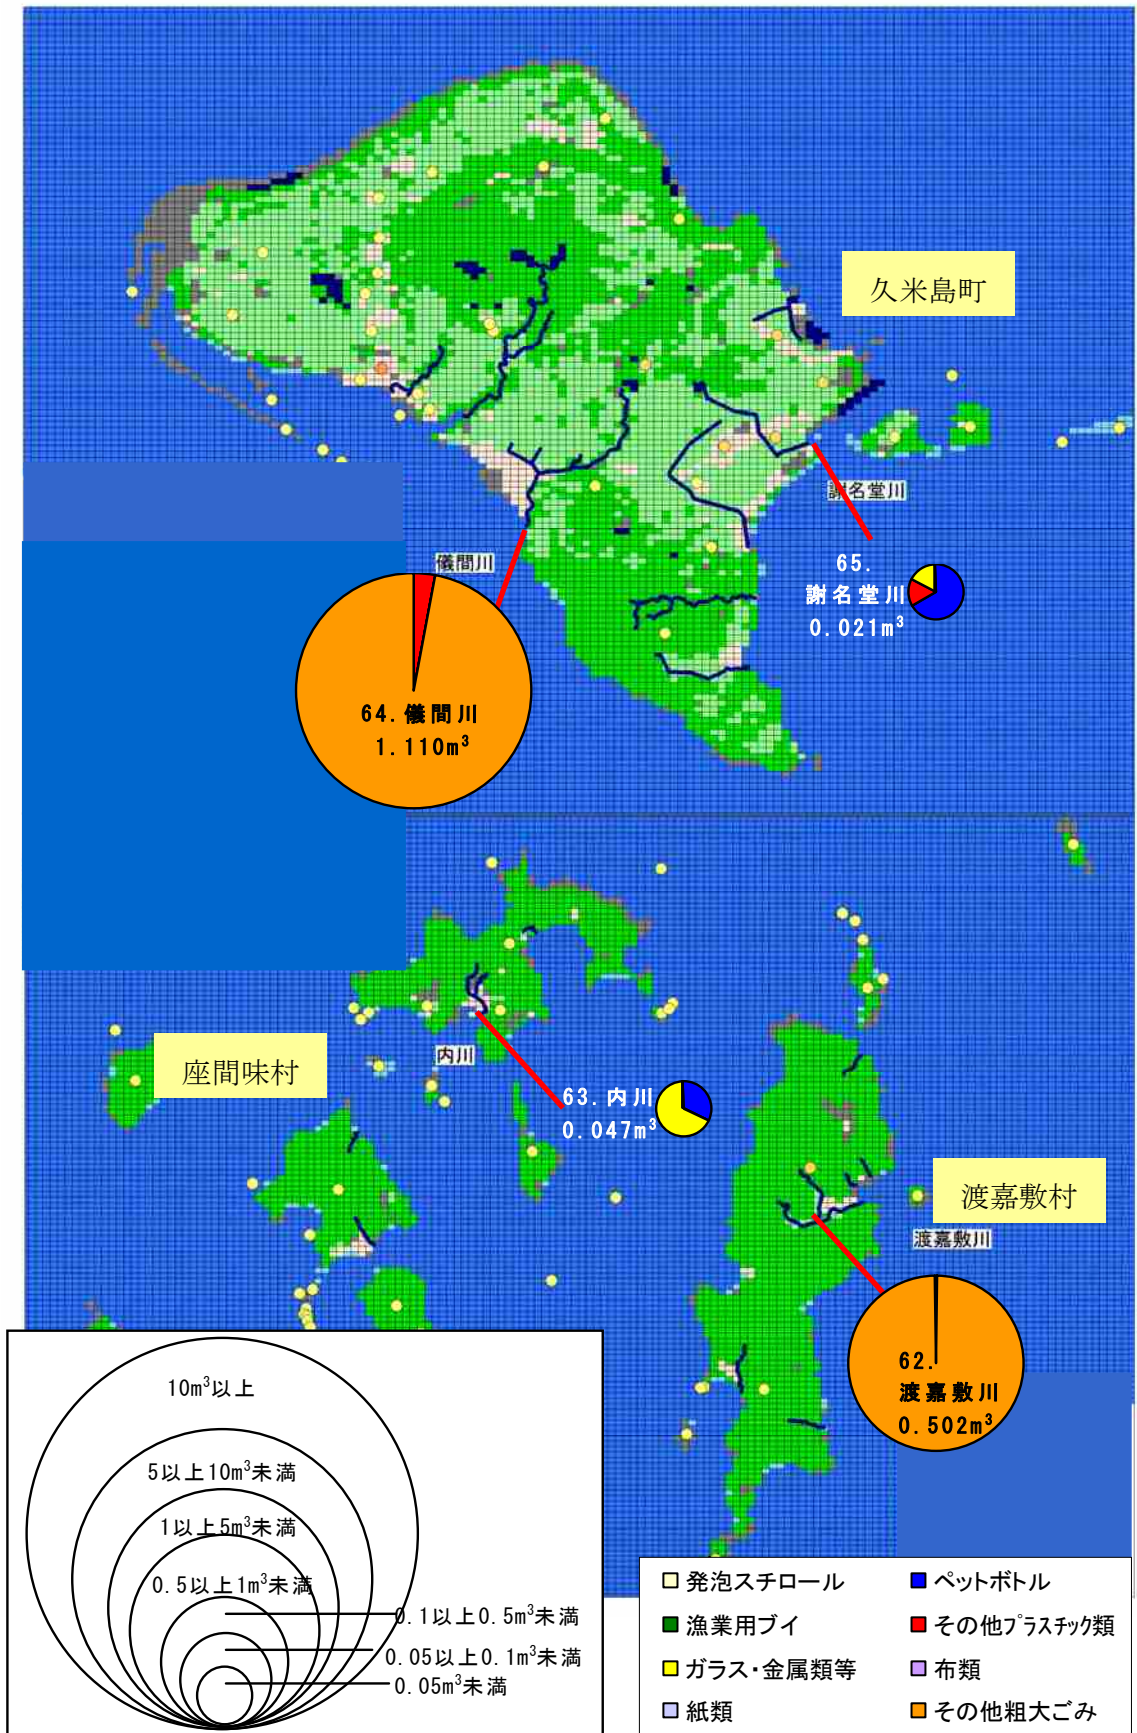 久米島町
謝名堂川
儀間川
65.
謝名堂川
0.021m³
64.儀間川
1.110m³
座間味村
内川
63.内川
0.047m³
渡嘉敷村
渡嘉敷川
62.
渡嘉敷川
0.502m³
10m³以上
5以上10m³未満
1以上5m³未満
0.5以上1m³未満
0.1以上0.5m³未満
0.05以上0.1m³未満
0.05m³未満
発泡スチロール
ペットボトル
漁業用ブイ
その他プラスチック類
ガラス・金属類等
布類
紙類
その他粗大ごみ